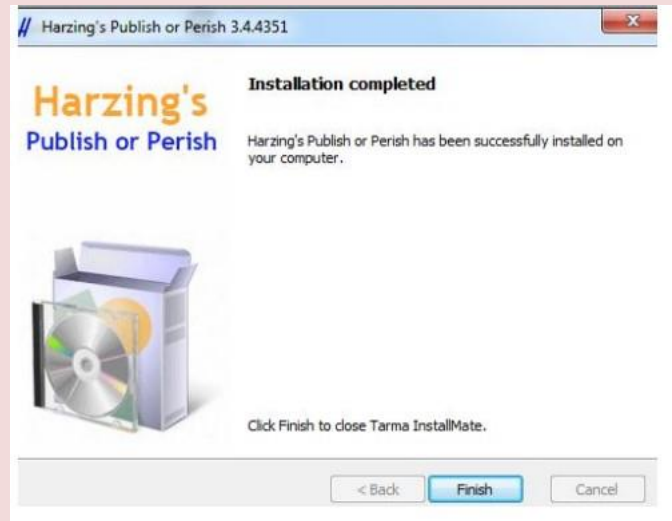 Harzing's Publish or Perish 3.4.4351
Harzing's
Publish or Perish
Installation completed
Harzing's Publish or Perish has been successfully installed on
your computer.
Click Finish to close Tarma InstallMate.
< Back
Finish
Cancel